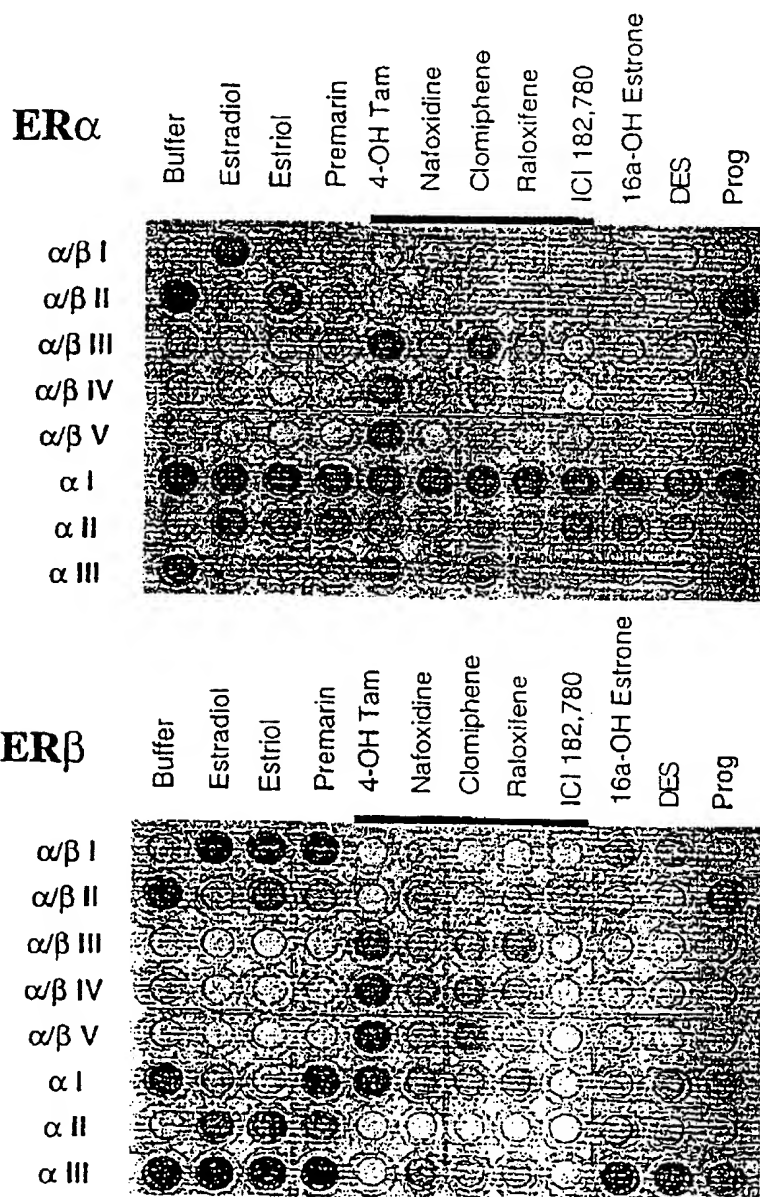 ERα
Buffer
Estradiol
Estriol
Premarin
4-OH Tam
Nafoxidine
Clomiphene
Raloxifene
ICI 182,780
16a-OH Estrone
DES
Prog
α/β I
α/β II
α/β III
α/β IV
α/β V
α I
α II
α III
ERβ
Buffer
Estradiol
Estriol
Premarin
4-OH Tam
Nafoxidine
Clomiphene
Raloxifene
ICI 182,780
16a-OH Estrone
DES
Prog
α/β I
α/β II
α/β III
α/β IV
α/β V
α I
α II
α III